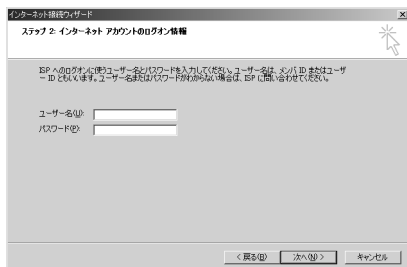 インターネット接続ウィザード
ステップ 2: インターネット アカウントのログオン情報
ISP へのログオンに使うユーザー名とパスワードを入力してください。ユーザー名は、メンバ ID またはユーザ
ー ID ともいいます。ユーザー名またはパスワードがわからない場合は、ISP に問い合わせてください。
ユーザー名(U):
パスワード(P):
< 戻る(B)
次へ(N) >
キャンセル